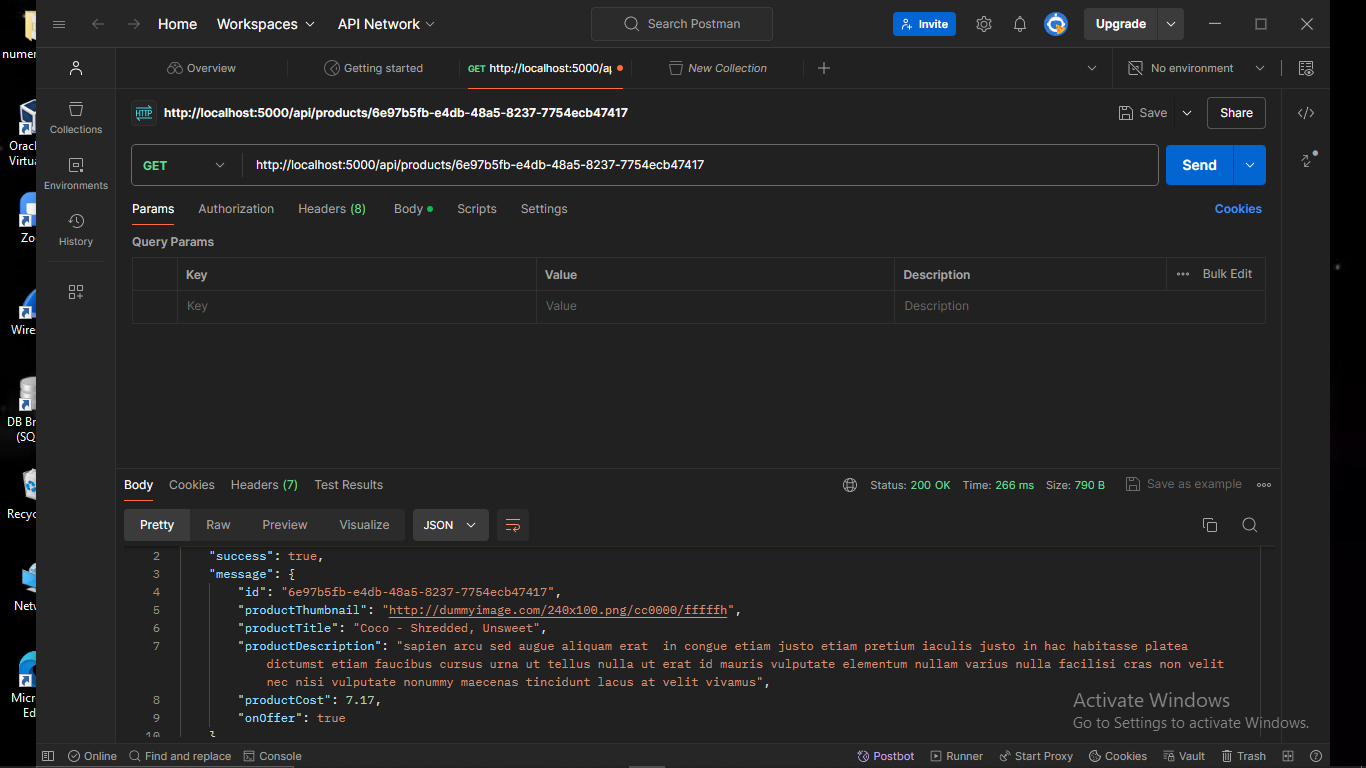 Home
Workspaces
API Network
Search Postman
Invite
Upgrade
Overview
Getting started
GET http://localhost:5000/a
New Collection
No environment
Collections
Environments
History
HTTP http://localhost:5000/api/products/6e97b5fb-e4db-48a5-8237-7754ecb47417
Save
Share
GET
http://localhost:5000/api/products/6e97b5fb-e4db-48a5-8237-7754ecb47417
Send
Params
Authorization
Headers (8)
Body
Scripts
Settings
Cookies
Query Params
Key
Value
Description
Bulk Edit
Key
Value
Description
Body
Cookies
Headers (7)
Test Results
Status: 200 OK
Time: 266 ms
Size: 790 B
Save as example
Pretty
Raw
Preview
Visualize
JSON
2 "success": true,
3 "message": {
4 "id": "6e97b5fb-e4db-48a5-8237-7754ecb47417",
5 "productThumbnail": "http://dummyimage.com/240x100.png/cc0000/fffffh",
6 "productTitle": "Coco - Shredded, Unsweet",
7 "productDescription": "sapien arcu sed augue aliquam erat  in congue etiam justo etiam pretium iaculis justo in hac habitasse platea
dictumst etiam faucibus cursus urna ut tellus nulla ut erat id mauris vulputate elementum nullam varius nulla facilisi cras non velit
nec nisi vulputate nonummy maecenas tincidunt lacus at velit vivamus",
8 "productCost": 7.17,
9 "onOffer": true
10 }
Activate Windows
Go to Settings to activate Windows.
Online
Find and replace
Console
Postbot
Runner
Start Proxy
Cookies
Vault
Trash
numer
Orac
Virtua
Zo
Wire
DB Br
(SQ
Recyc
Netw
Micr
Ed